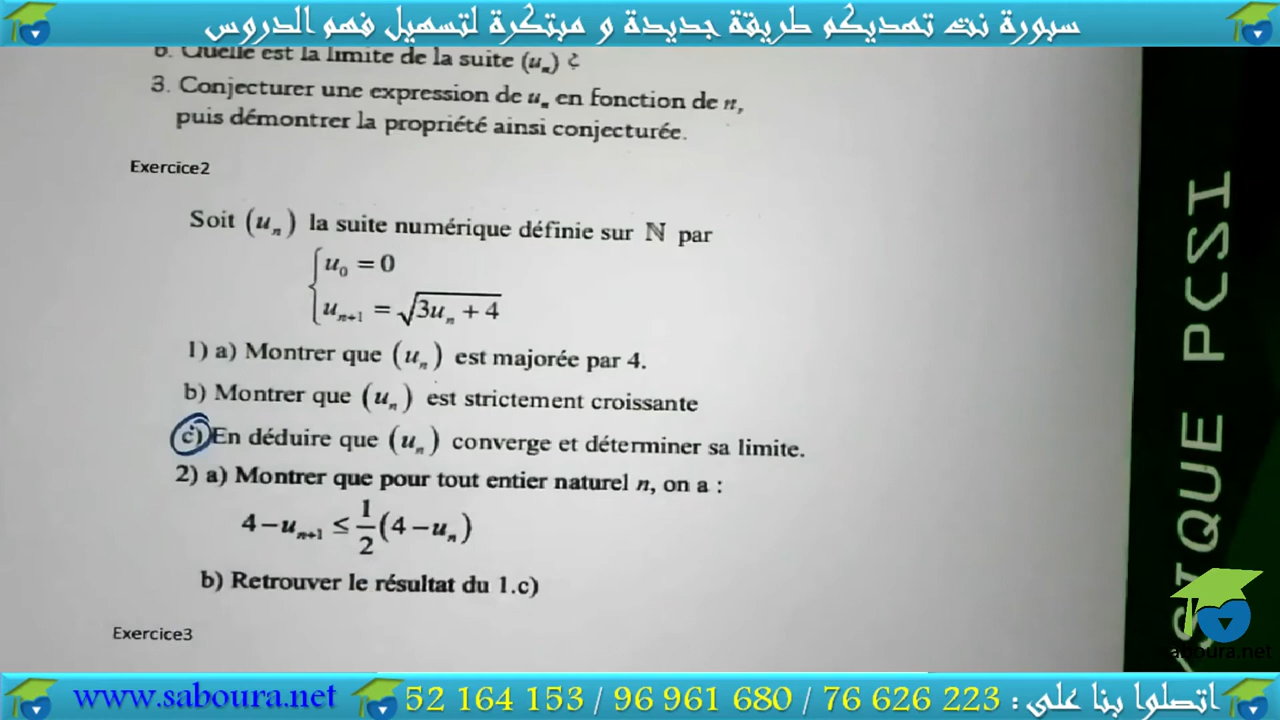 سبورة نت تهديكم طريقة جديدة و مبتكرة لتسهيل فهم الدروس
b. Quelle est la limite de la suite (uₙ) ?
3. Conjecturer une expression de uₙ en fonction de n,
puis démontrer la propriété ainsi conjecturée.
Exercice2
Soit (uₙ) la suite numérique définie sur ℕ par
u₀ = 0
uₙ₊₁ = √(3uₙ + 4)
1) a) Montrer que (uₙ) est majorée par 4.
b) Montrer que (uₙ) est strictement croissante
c) En déduire que (uₙ) converge et déterminer sa limite.
2) a) Montrer que pour tout entier naturel n, on a :
4 − uₙ₊₁ ≤ 1/2 (4 − uₙ)
b) Retrouver le résultat du 1.c)
Exercice3
SIQUE PCSI
saboura.net
www.saboura.net
اتصلوا بنا على : 52 164 153 / 96 961 680 / 76 626 223